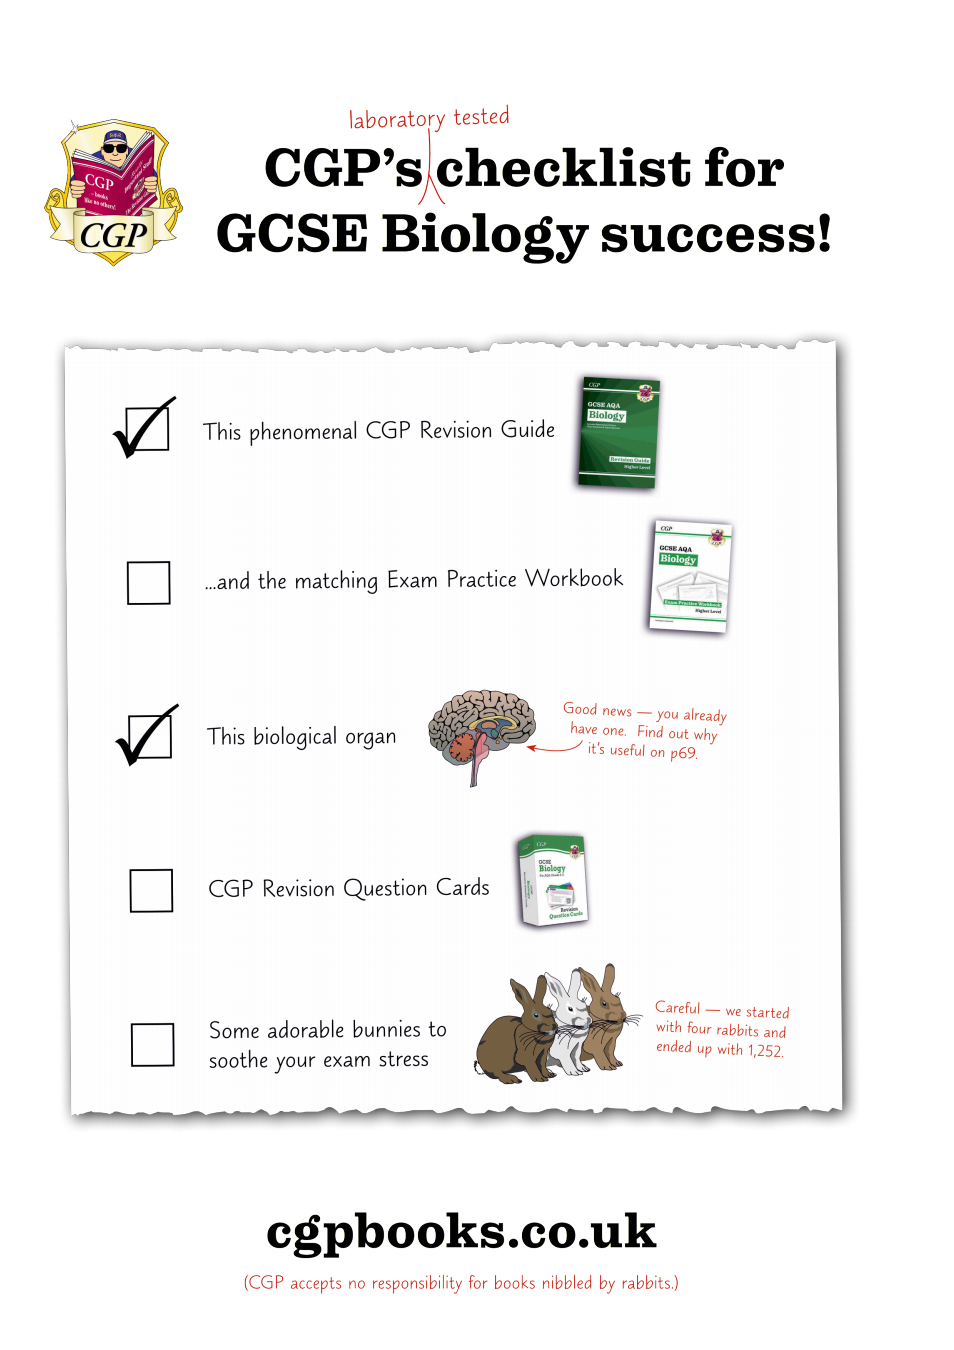 laboratory tested
CGP's checklist for
GCSE Biology success!
CGP
...books
like no others!
CGP
This phenomenal CGP Revision Guide
CGP
GCSE AQA
Biology
Revision Guide
Higher Level
...and the matching Exam Practice Workbook
CGP
GCSE AQA
Biology
Exam Practice Workbook
Higher Level
This biological organ
Good news — you already
have one. Find out why
it's useful on p69.
CGP Revision Question Cards
CGP
GCSE
Biology
Revision
Question Cards
Some adorable bunnies to
soothe your exam stress
Careful — we started
with four rabbits and
ended up with 1,252.
cgpbooks.co.uk
(CGP accepts no responsibility for books nibbled by rabbits.)